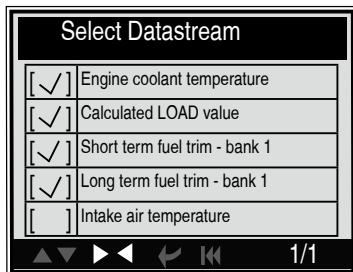 Select Datastream
[✓] Engine coolant temperature
[✓] Calculated LOAD value
[✓] Short term fuel trim - bank 1
[✓] Long term fuel trim - bank 1
[ ] Intake air temperature
1/1